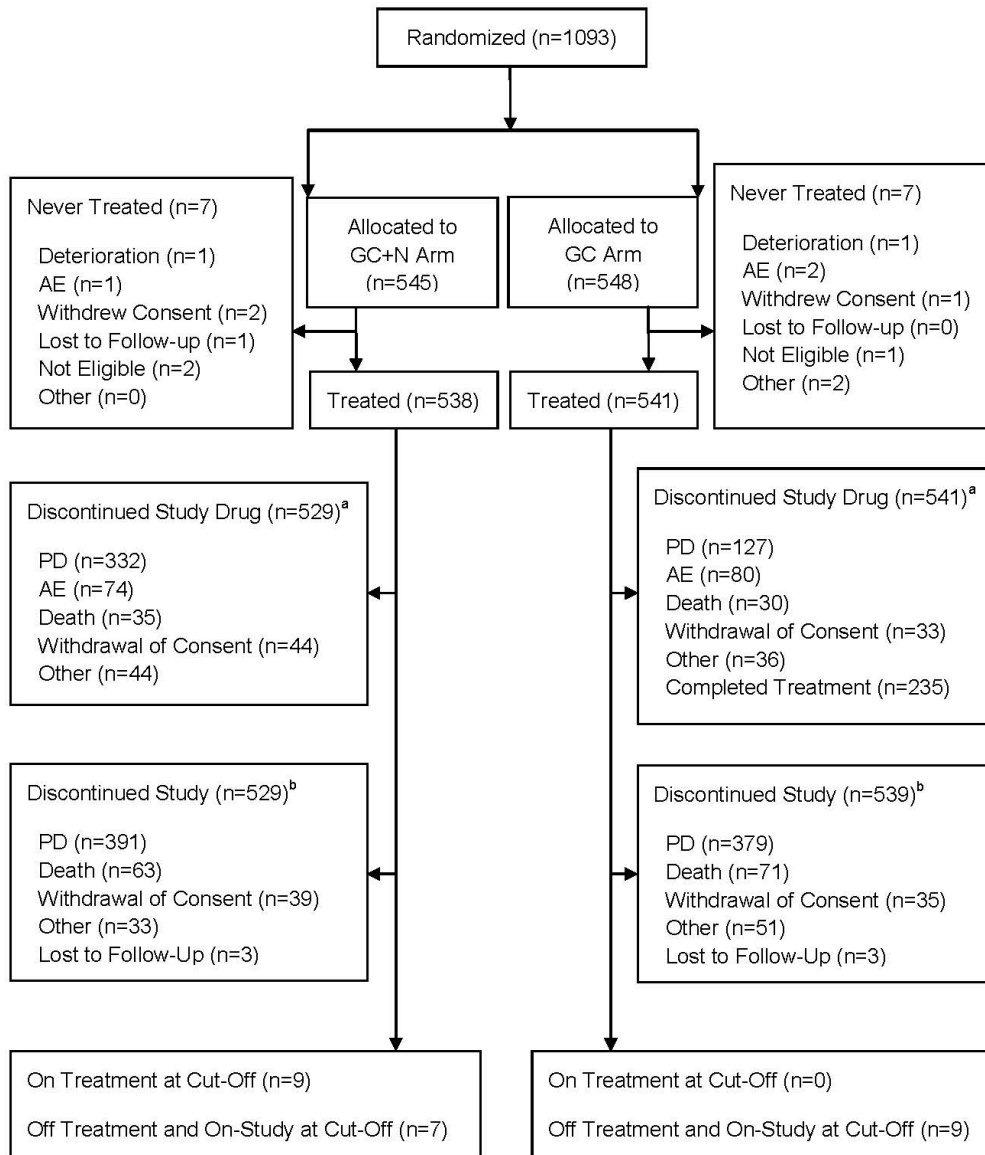 Randomized (n=1093)
Never Treated (n=7)
Deterioration (n=1)
AE (n=1)
Withdrew Consent (n=2)
Lost to Follow-up (n=1)
Not Eligible (n=2)
Other (n=0)
Allocated to
GC+N Arm
(n=545)
Allocated to
GC Arm
(n=548)
Never Treated (n=7)
Deterioration (n=1)
AE (n=2)
Withdrew Consent (n=1)
Lost to Follow-up (n=0)
Not Eligible (n=1)
Other (n=2)
Treated (n=538)
Treated (n=541)
Discontinued Study Drug (n=529)a
PD (n=332)
AE (n=74)
Death (n=35)
Withdrawal of Consent (n=44)
Other (n=44)
Discontinued Study Drug (n=541)a
PD (n=127)
AE (n=80)
Death (n=30)
Withdrawal of Consent (n=33)
Other (n=36)
Completed Treatment (n=235)
Discontinued Study (n=529)b
PD (n=391)
Death (n=63)
Withdrawal of Consent (n=39)
Other (n=33)
Lost to Follow-Up (n=3)
Discontinued Study (n=539)b
PD (n=379)
Death (n=71)
Withdrawal of Consent (n=35)
Other (n=51)
Lost to Follow-Up (n=3)
On Treatment at Cut-Off (n=9)
Off Treatment and On-Study at Cut-Off (n=7)
On Treatment at Cut-Off (n=0)
Off Treatment and On-Study at Cut-Off (n=9)